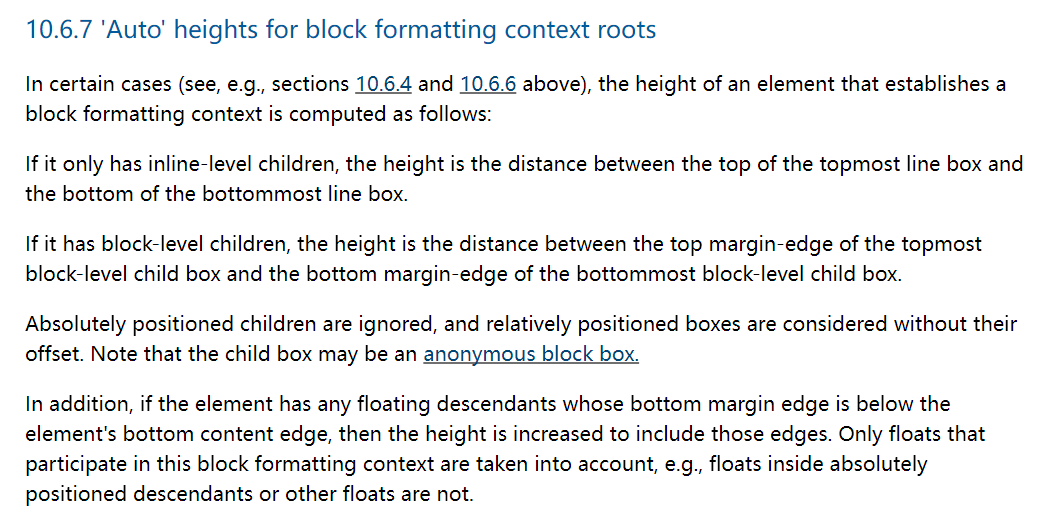 10.6.7 'Auto' heights for block formatting context roots
In certain cases (see, e.g., sections 10.6.4 and 10.6.6 above), the height of an element that establishes a
block formatting context is computed as follows:
If it only has inline-level children, the height is the distance between the top of the topmost line box and
the bottom of the bottommost line box.
If it has block-level children, the height is the distance between the top margin-edge of the topmost
block-level child box and the bottom margin-edge of the bottommost block-level child box.
Absolutely positioned children are ignored, and relatively positioned boxes are considered without their
offset. Note that the child box may be an anonymous block box.
In addition, if the element has any floating descendants whose bottom margin edge is below the
element's bottom content edge, then the height is increased to include those edges. Only floats that
participate in this block formatting context are taken into account, e.g., floats inside absolutely
positioned descendants or other floats are not.